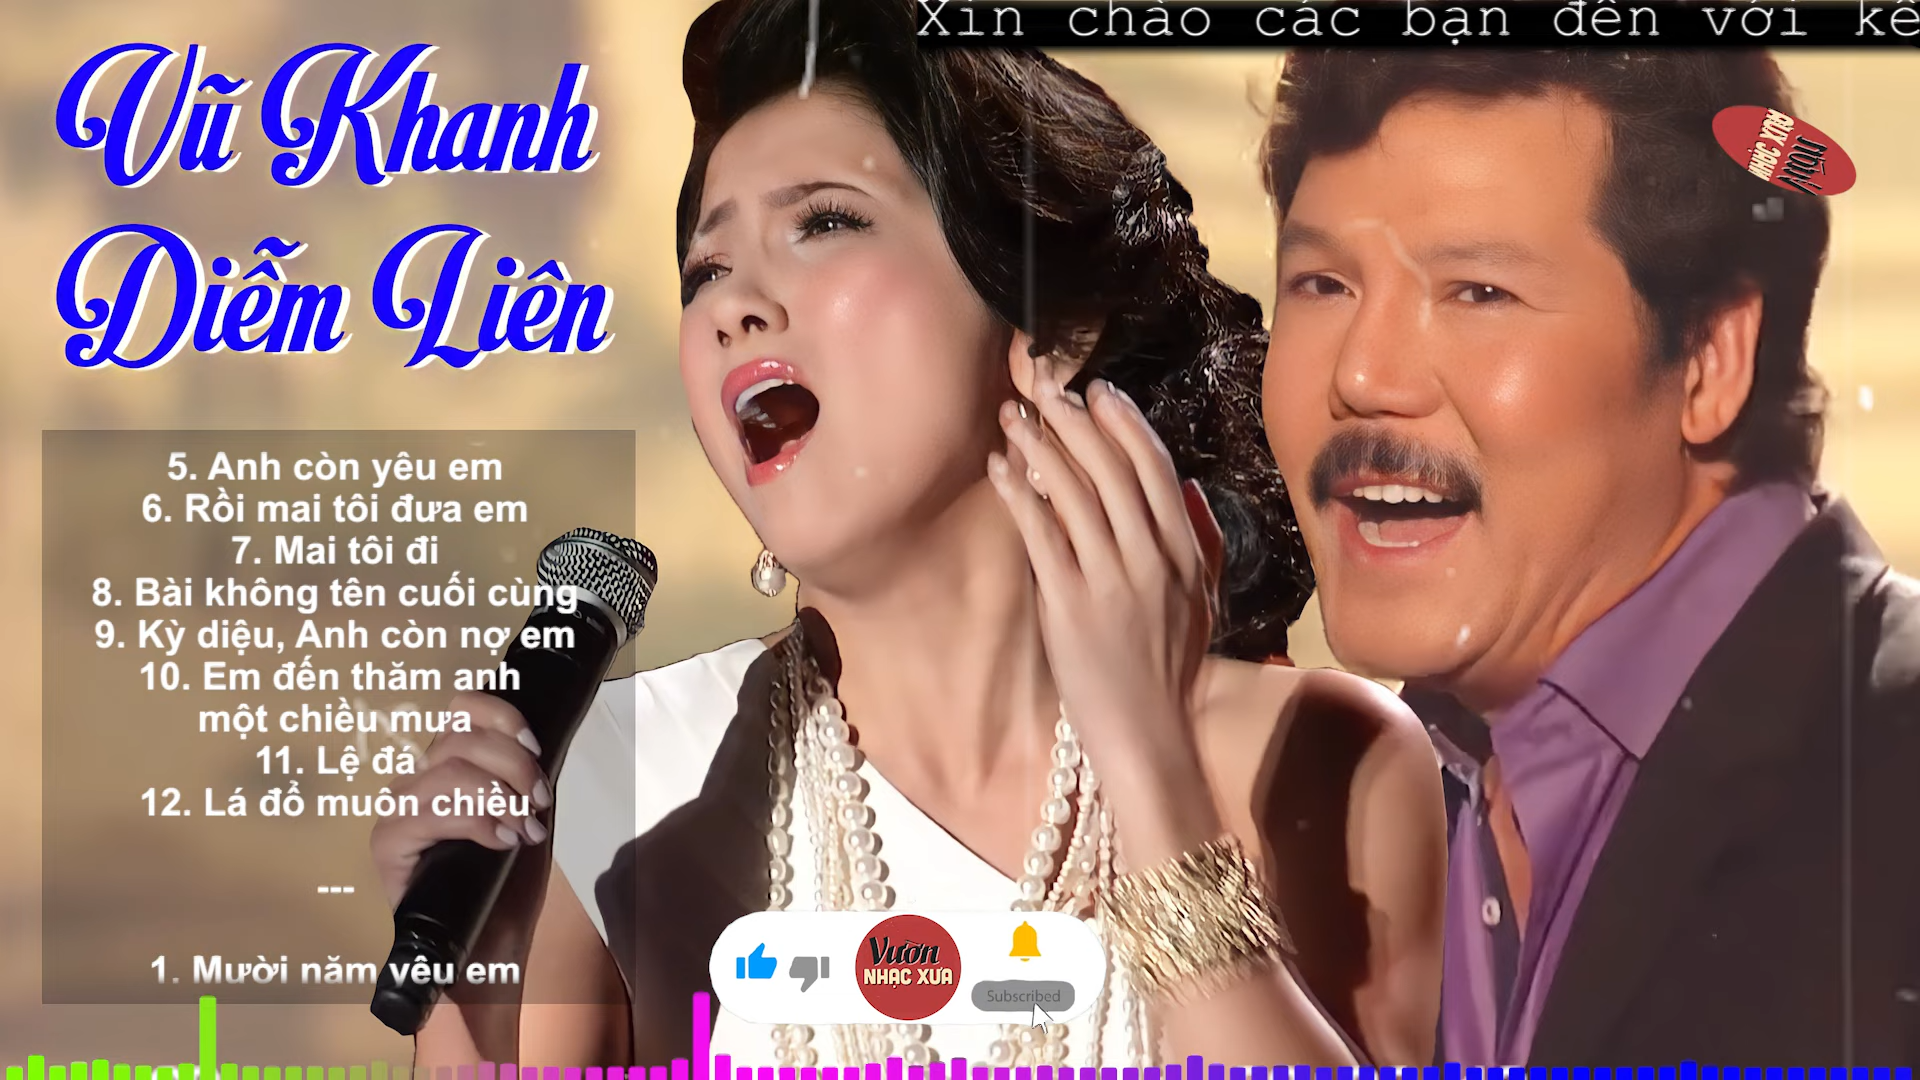 Xin chào các bạn đến với kê
Vũ Khanh
Diễm Liên
Vườn
NHẠC XƯA
5. Anh còn yêu em
6. Rồi mai tôi đưa em
7. Mai tôi đi
8. Bài không tên cuối cùng
9. Kỳ diệu, Anh còn nợ em
10. Em đến thăm anh
một chiều mưa
11. Lệ đá
12. Lá đổ muôn chiều
---
1. Mười năm yêu em
Vườn
NHẠC XƯA
Subscribed